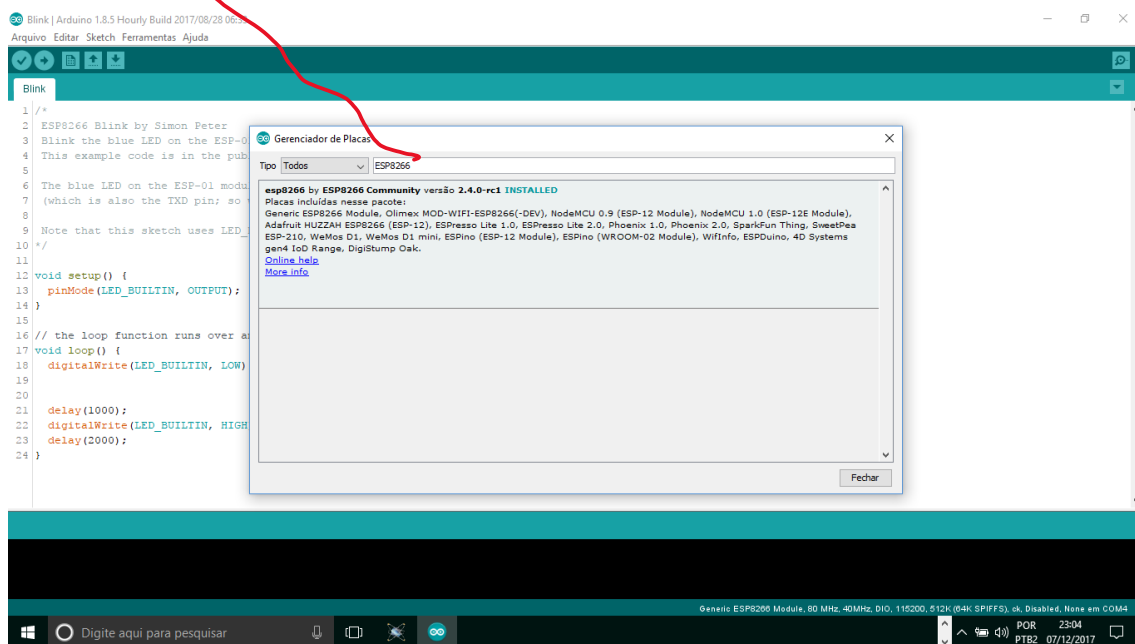 Blink | Arduino 1.8.5 Hourly Build 2017/08/28 06:3
Arquivo Editar Sketch Ferramentas Ajuda
Blink
1 /*
2 ESP8266 Blink by Simon Peter
3 Blink the blue LED on the ESP-0
4 This example code is in the pub
5
6 The blue LED on the ESP-01 modu
7 (which is also the TXD pin; so
8
9 Note that this sketch uses LED_
10 */
11
12 void setup() {
13 pinMode(LED_BUILTIN, OUTPUT);
14 }
15
16 // the loop function runs over a
17 void loop() {
18 digitalWrite(LED_BUILTIN, LOW)
19
20
21 delay(1000);
22 digitalWrite(LED_BUILTIN, HIGH
23 delay(2000);
24 }
Gerenciador de Placas
Tipo Todos ESP8266
esp8266 by ESP8266 Community versão 2.4.0-rc1 INSTALLED
Placas incluídas nesse pacote:
Generic ESP8266 Module, Olimex MOD-WIFI-ESP8266(-DEV), NodeMCU 0.9 (ESP-12 Module), NodeMCU 1.0 (ESP-12E Module),
Adafruit HUZZAH ESP8266 (ESP-12), ESPresso Lite 1.0, ESPresso Lite 2.0, Phoenix 1.0, Phoenix 2.0, SparkFun Thing, SweetPea
ESP-210, WeMos D1, WeMos D1 mini, ESPino (ESP-12 Module), ESPino (WROOM-02 Module), WifInfo, ESPDuino, 4D Systems
gen4 IoD Range, DigiStump Oak.
Online help
More info
Fechar
Generic ESP8266 Module, 80 MHz, 40MHz, DIO, 115200, 512K (64K SPIFFS), ck, Disabled, None em COM4
Digite aqui para pesquisar
POR 23:04
PTB2 07/12/2017